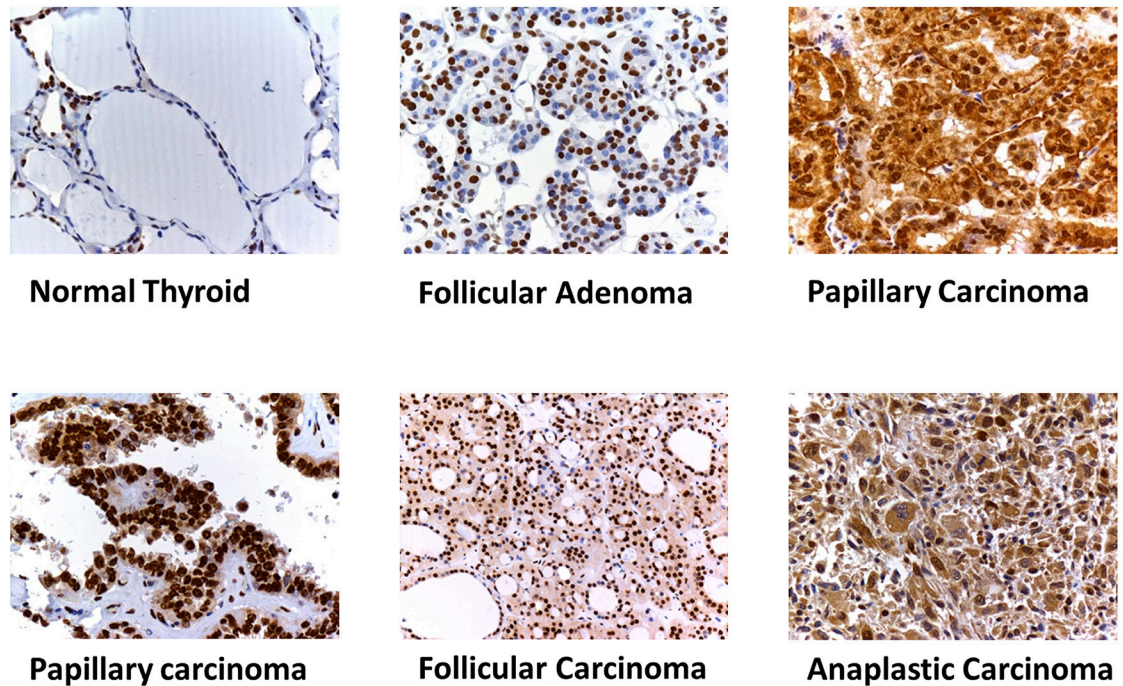 Normal Thyroid
Follicular Adenoma
Papillary Carcinoma
Papillary carcinoma
Follicular Carcinoma
Anaplastic Carcinoma